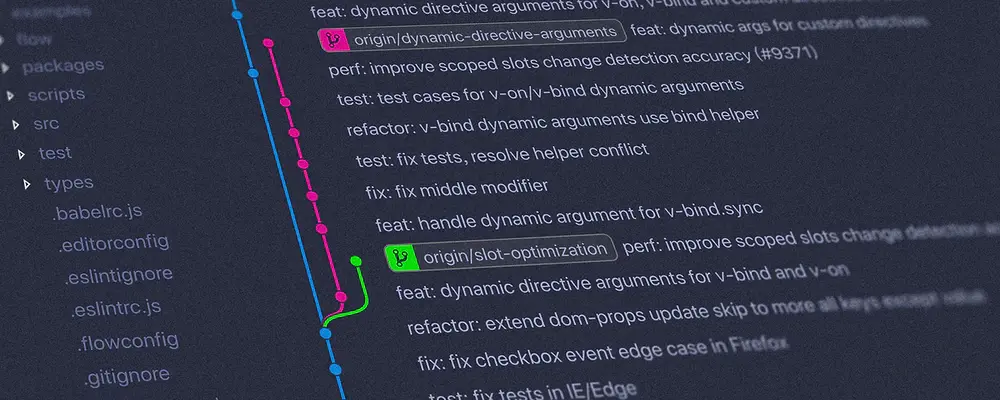 examples
flow
packages
scripts
src
test
types
.babelrc.js
.editorconfig
.eslintignore
.eslintrc.js
.flowconfig
.gitignore
feat: dynamic directive arguments for v-on, v-bind and custom
origin/dynamic-directive-arguments feat: dynamic args for custom directives
perf: improve scoped slots change detection accuracy (#9371)
test: test cases for v-on/v-bind dynamic arguments
refactor: v-bind dynamic arguments use bind helper
test: fix tests, resolve helper conflict
fix: fix middle modifier
feat: handle dynamic argument for v-bind.sync
origin/slot-optimization perf: improve scoped slots change detection
feat: dynamic directive arguments for v-bind and v-on
refactor: extend dom-props update skip to more all keys except value
fix: fix checkbox event edge case in Firefox
test: fix tests in IE/Edge